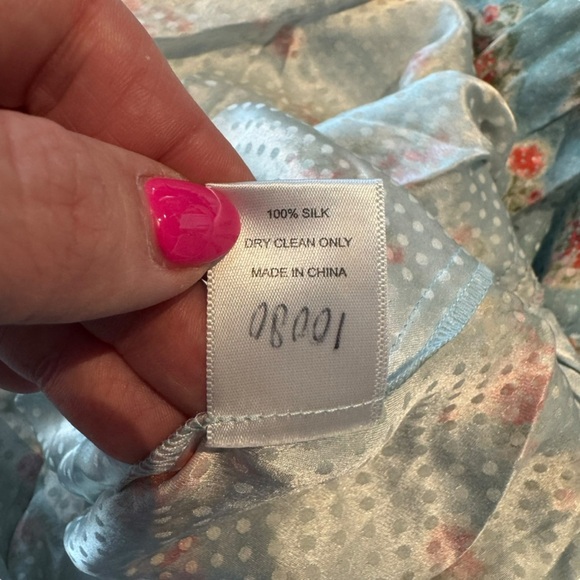 100% SILK
DRY CLEAN ONLY
MADE IN CHINA
10080